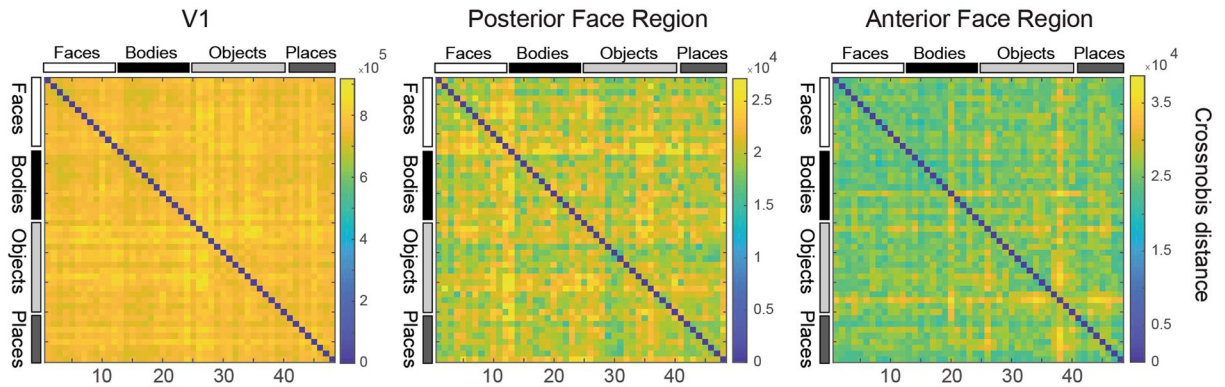 V1
Faces Bodies Objects Places
Faces
Bodies
Objects
Places
10 20 30 40
×10 5
8
6
4
2
0
Posterior Face Region
Faces Bodies Objects Places
Faces
Bodies
Objects
Places
10 20 30 40
×10 4
2.5
2
1.5
1
0.5
0
Anterior Face Region
Faces Bodies Objects Places
Faces
Bodies
Objects
Places
10 20 30 40
×10 4
3.5
2.5
1.5
0.5
0
Crossnobis distance